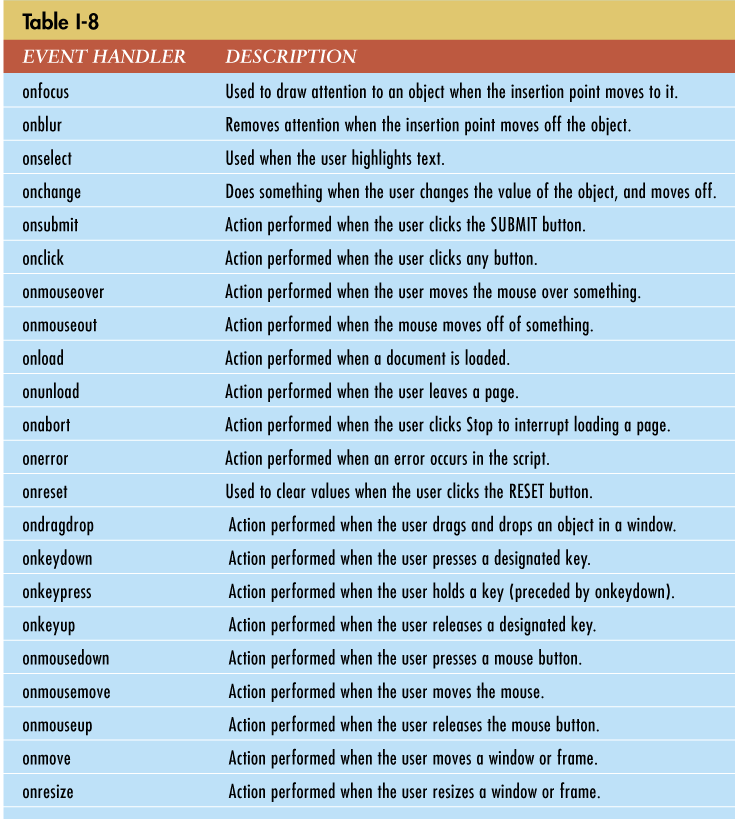 Table I-8
EVENT HANDLER DESCRIPTION
onfocus Used to draw attention to an object when the insertion point moves to it.
onblur Removes attention when the insertion point moves off the object.
onselect Used when the user highlights text.
onchange Does something when the user changes the value of the object, and moves off.
onsubmit Action performed when the user clicks the SUBMIT button.
onclick Action performed when the user clicks any button.
onmouseover Action performed when the user moves the mouse over something.
onmouseout Action performed when the mouse moves off of something.
onload Action performed when a document is loaded.
onunload Action performed when the user leaves a page.
onabort Action performed when the user clicks Stop to interrupt loading a page.
onerror Action performed when an error occurs in the script.
onreset Used to clear values when the user clicks the RESET button.
ondragdrop Action performed when the user drags and drops an object in a window.
onkeydown Action performed when the user presses a designated key.
onkeypress Action performed when the user holds a key (preceded by onkeydown).
onkeyup Action performed when the user releases a designated key.
onmousedown Action performed when the user presses a mouse button.
onmousemove Action performed when the user moves the mouse.
onmouseup Action performed when the user releases the mouse button.
onmove Action performed when the user moves a window or frame.
onresize Action performed when the user resizes a window or frame.